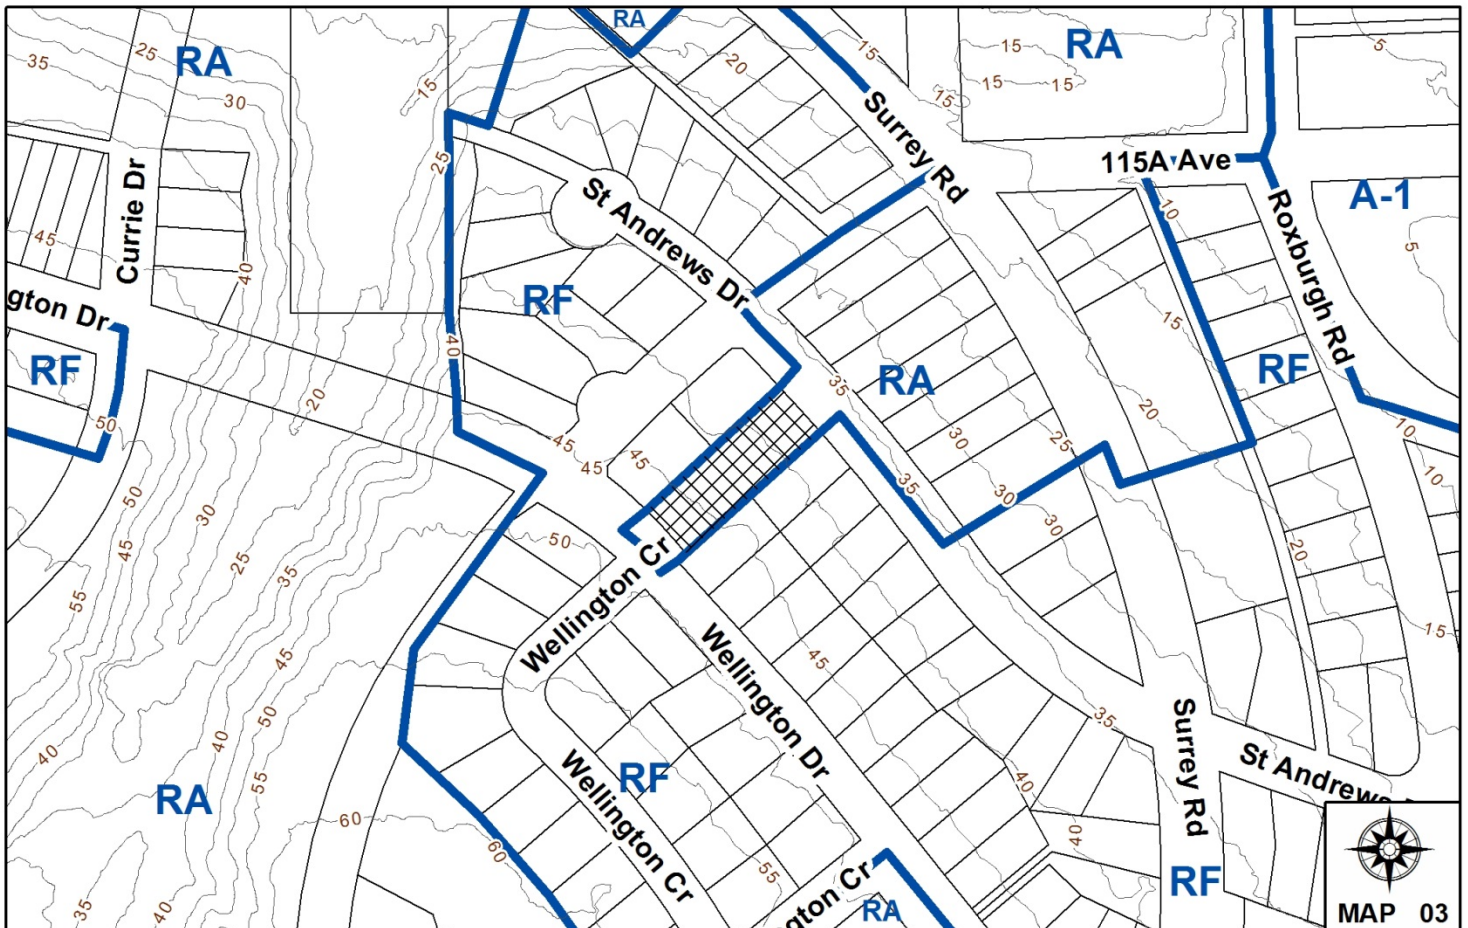 RA
RA
RA
5
25
35
20
15
15
15
15
15
30
15
Surrey Rd
115A Ave
25
Currie Dr
St Andrews Dr
A-1
10
45
5
40
Roxburgh Rd
gton Dr
RF
15
40
RF
RA
RF
35
20
50
20
10
45
45
45
30
25
10
35
50
30
30
50
30
20
45
Wellington Cr
25
35
55
15
45
45
Wellington Dr
50
35
40
Surrey Rd
40
RF
St Andrews
55
40
RA
60
Wellington Cr
40
60
55
RF
gton Cr
RA
35
40
MAP 03